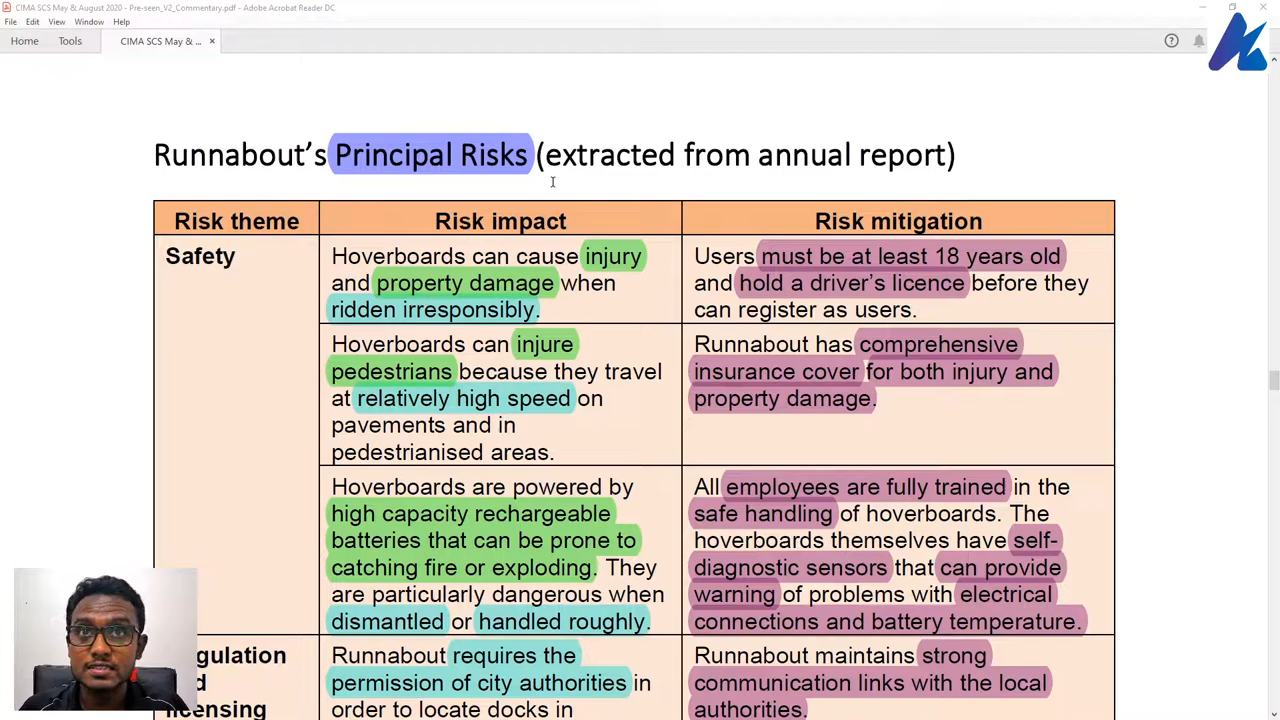 CIMA SCS May & August 2020 - Pre-seen_V2_Commentary.pdf - Adobe Acrobat Reader DC
File Edit View Window Help
Home Tools CIMA SCS May & ... ×
Runnabout's Principal Risks (extracted from annual report)
Risk theme Risk impact Risk mitigation
Safety
Hoverboards can cause injury
and property damage when
ridden irresponsibly.
Users must be at least 18 years old
and hold a driver's licence before they
can register as users.
Hoverboards can injure
pedestrians because they travel
at relatively high speed on
pavements and in
pedestrianised areas.
Runnabout has comprehensive
insurance cover for both injury and
property damage.
Hoverboards are powered by
high capacity rechargeable
batteries that can be prone to
catching fire or exploding. They
are particularly dangerous when
dismantled or handled roughly.
All employees are fully trained in the
safe handling of hoverboards. The
hoverboards themselves have self-
diagnostic sensors that can provide
warning of problems with electrical
connections and battery temperature.
gulation
d
licensing
Runnabout requires the
permission of city authorities in
order to locate docks in
Runnabout maintains strong
communication links with the local
authorities.